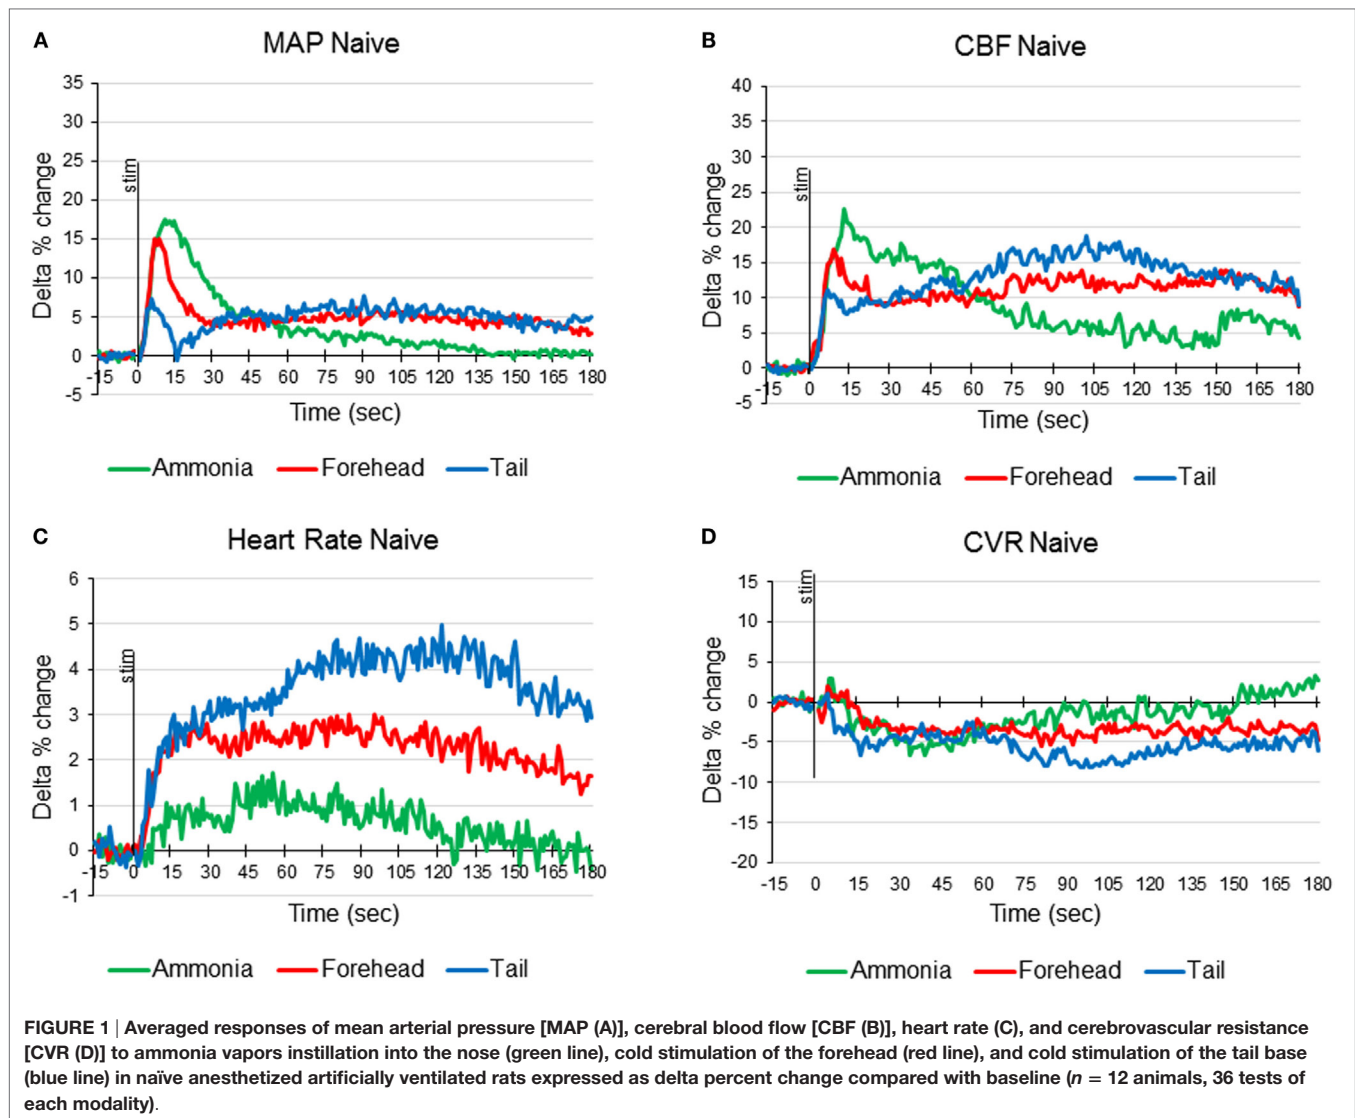 A
MAP Naive
35
30
25
20
15
10
5
0
-5
Delta % change
stim
-15 0 15 30 45 60 75 90 105 120 135 150 165 180
Time (sec)
Ammonia Forehead Tail
B
CBF Naive
40
35
30
25
20
15
10
5
0
-5
Delta % change
stim
-15 0 15 30 45 60 75 90 105 120 135 150 165 180
Time (sec)
Ammonia Forehead Tail
C
Heart Rate Naive
6
5
4
3
2
1
0
-1
Delta % change
stim
-15 0 15 30 45 60 75 90 105 120 135 150 165 180
Time (sec)
Ammonia Forehead Tail
D
CVR Naive
15
10
5
0
-5
-10
-15
-20
Delta % change
stim
-15 0 15 30 45 60 75 90 105 120 135 150 165 180
Time (sec)
Ammonia Forehead Tail
FIGURE 1 | Averaged responses of mean arterial pressure [MAP (A)], cerebral blood flow [CBF (B)], heart rate (C), and cerebrovascular resistance
[CVR (D)] to ammonia vapors instillation into the nose (green line), cold stimulation of the forehead (red line), and cold stimulation of the tail base
(blue line) in naïve anesthetized artificially ventilated rats expressed as delta percent change compared with baseline (n = 12 animals, 36 tests of
each modality).